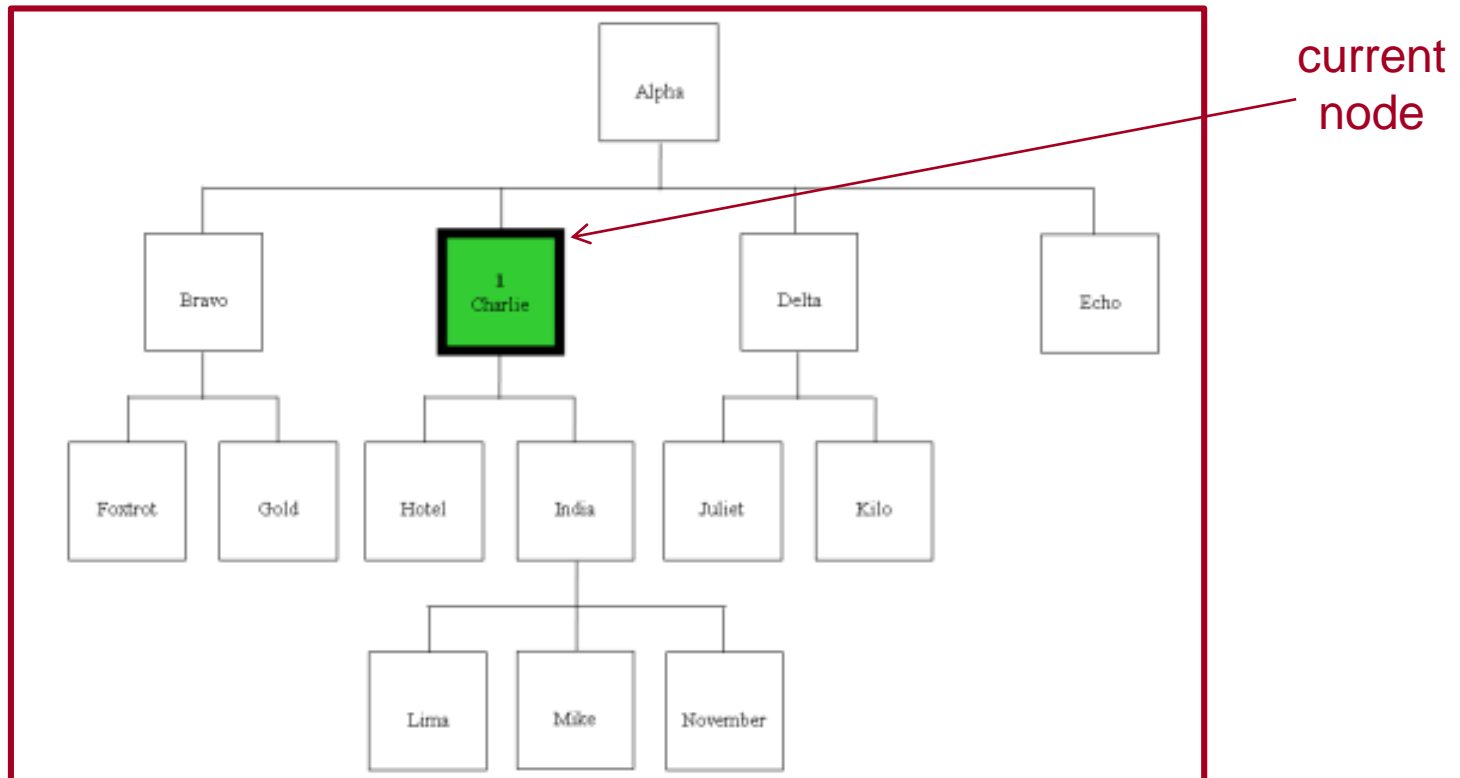 current
node
Alpha
Bravo
1
Charlie
Delta
Echo
Foxtrot
Gold
Hotel
India
Juliet
Kilo
Lima
Mike
November